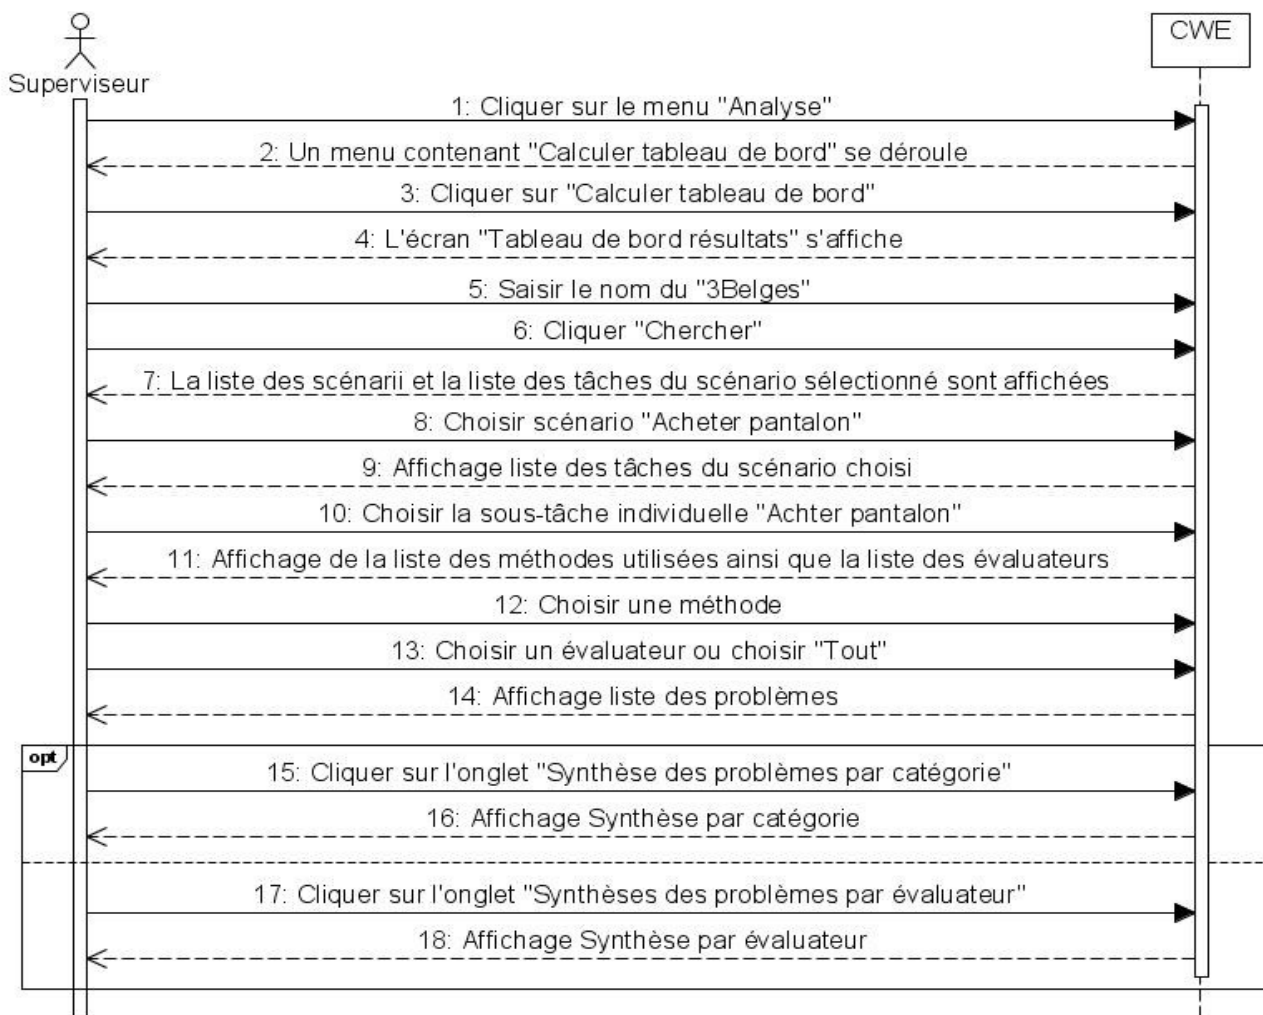 CWE
Superviseur
1: Cliquer sur le menu "Analyse"
2: Un menu contenant "Calculer tableau de bord" se déroule
3: Cliquer sur "Calculer tableau de bord"
4: L'écran "Tableau de bord résultats" s'affiche
5: Saisir le nom du "3Belges"
6: Cliquer "Chercher"
7: La liste des scénarii et la liste des tâches du scénario sélectionné sont affichées
8: Choisir scénario "Acheter pantalon"
9: Affichage liste des tâches du scénario choisi
10: Choisir la sous-tâche individuelle "Achter pantalon"
11: Affichage de la liste des méthodes utilisées ainsi que la liste des évaluateurs
12: Choisir une méthode
13: Choisir un évaluateur ou choisir "Tout"
14: Affichage liste des problèmes
opt
15: Cliquer sur l'onglet "Synthèse des problèmes par catégorie"
16: Affichage Synthèse par catégorie
17: Cliquer sur l'onglet "Synthèses des problèmes par évaluateur"
18: Affichage Synthèse par évaluateur